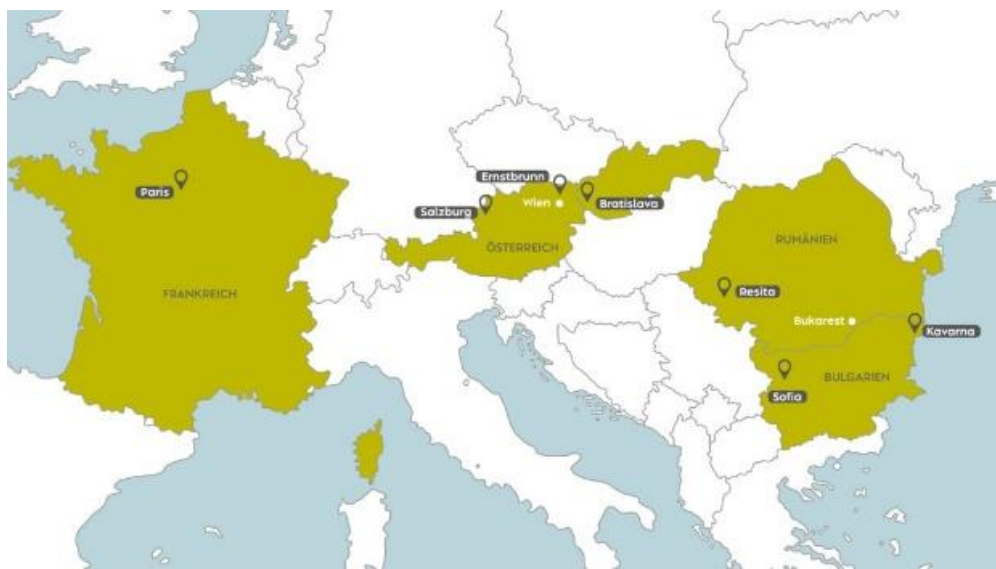 Paris
FRANKREICH
Ernstbrunn
Wien
Salzburg
Bratislava
ÖSTERREICH
RUMÄNIEN
Resita
Bukarest
Kavarna
Sofia
BULGARIEN